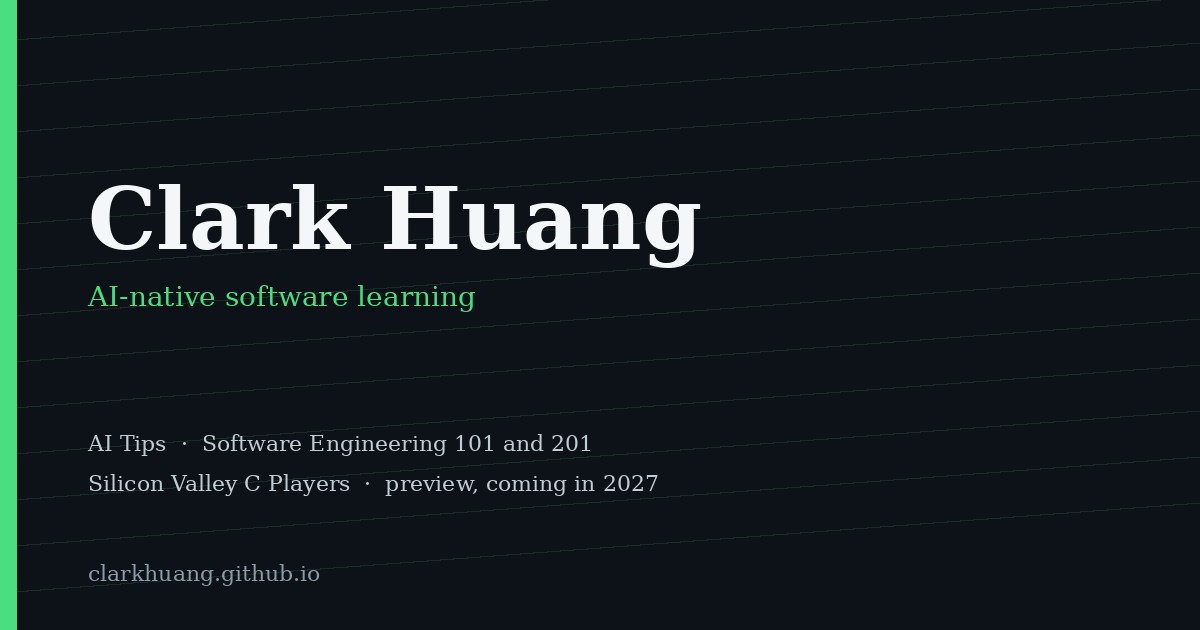 Clark Huang
AI-native software learning
AI Tips · Software Engineering 101 and 201
Silicon Valley C Players · preview, coming in 2027
clarkhuang.github.io